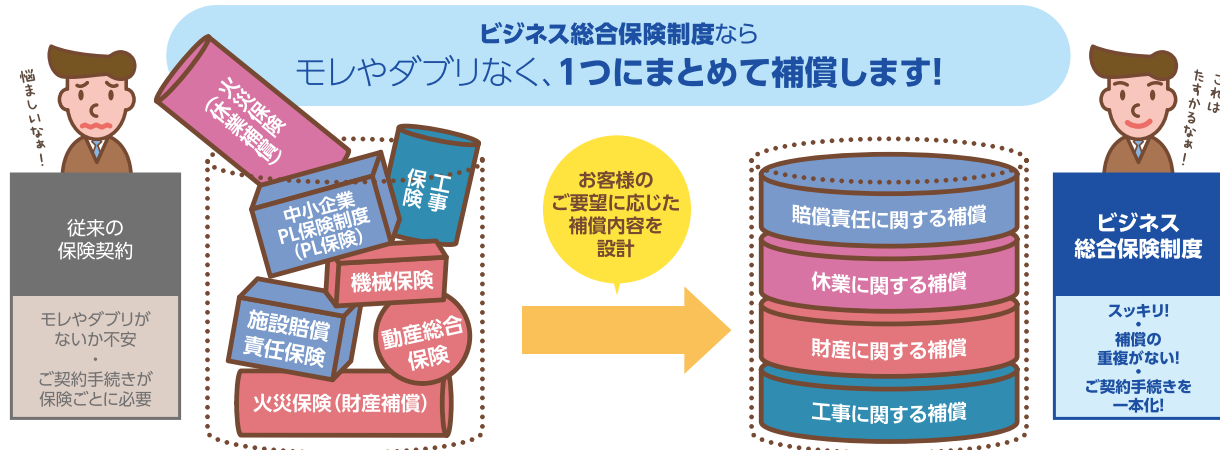 ビジネス総合保険制度なら
モレやダブりなく、1つにまとめて補償します!
悩ましいなぁ!
従来の
保険契約
モレやダブりが
ないか不安
・
ご契約手続きが
保険ごとに必要
火災保険
(休業補償)
工事
保険
中小企業
PL保険制度
(PL保険)
機械保険
施設賠償
責任保険
動産総合
保険
火災保険(財産補償)
お客様の
ご要望に応じた
補償内容を
設計
賠償責任に関する補償
休業に関する補償
財産に関する補償
工事に関する補償
これは
たすかるなぁ!
ビジネス
総合保険制度
スッキリ!
・
補償の
重複がない!
・
ご契約手続きを
一本化!